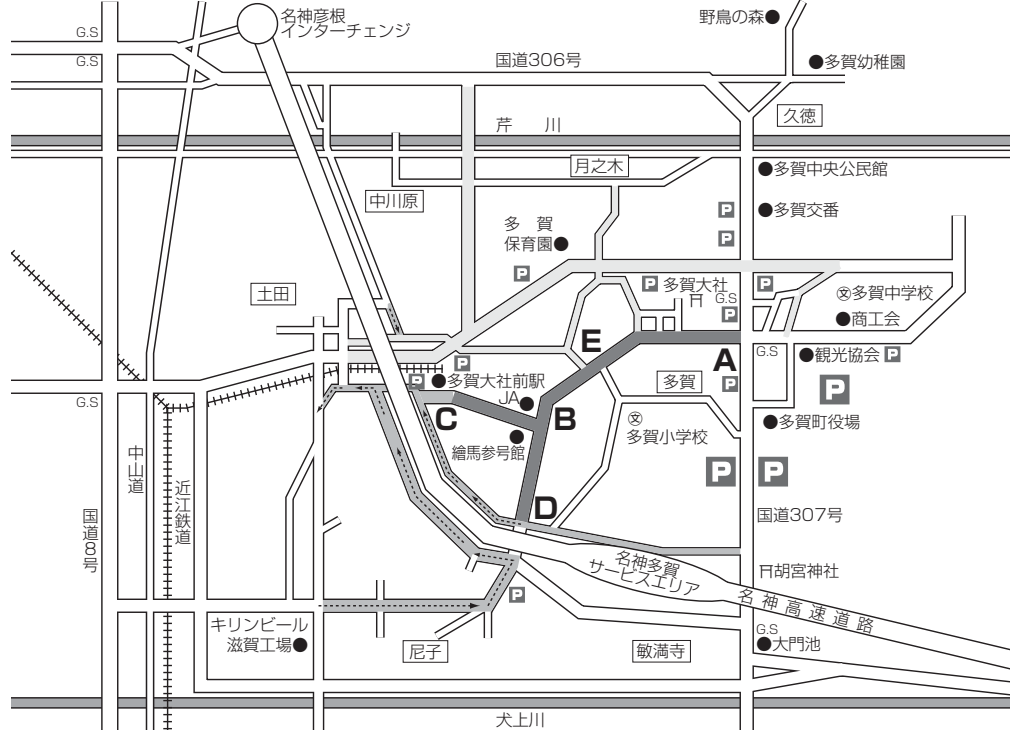 G.S
G.S
名神彦根
インターチェンジ
野鳥の森
多賀幼稚園
国道306号
久徳
芹　川
月之木
多賀中央公民館
中川原
P
多賀交番
P
多　賀
保育園
P
P
多賀大社
P
土田
G.S
P
多賀中学校
文
商工会
E
A
G.S
観光協会
P
P
多賀大社前駅
P
多賀
P
P
JA
G.S
C
B
文
多賀小学校
多賀町役場
繪馬参号館
中山道
近江鉄道
国道8号
P
P
D
国道307号
名神多賀
サービスエリア
胡宮神社
名神高速道路
P
キリンビール
滋賀工場
尼子
敏満寺
G.S
大門池
犬上川